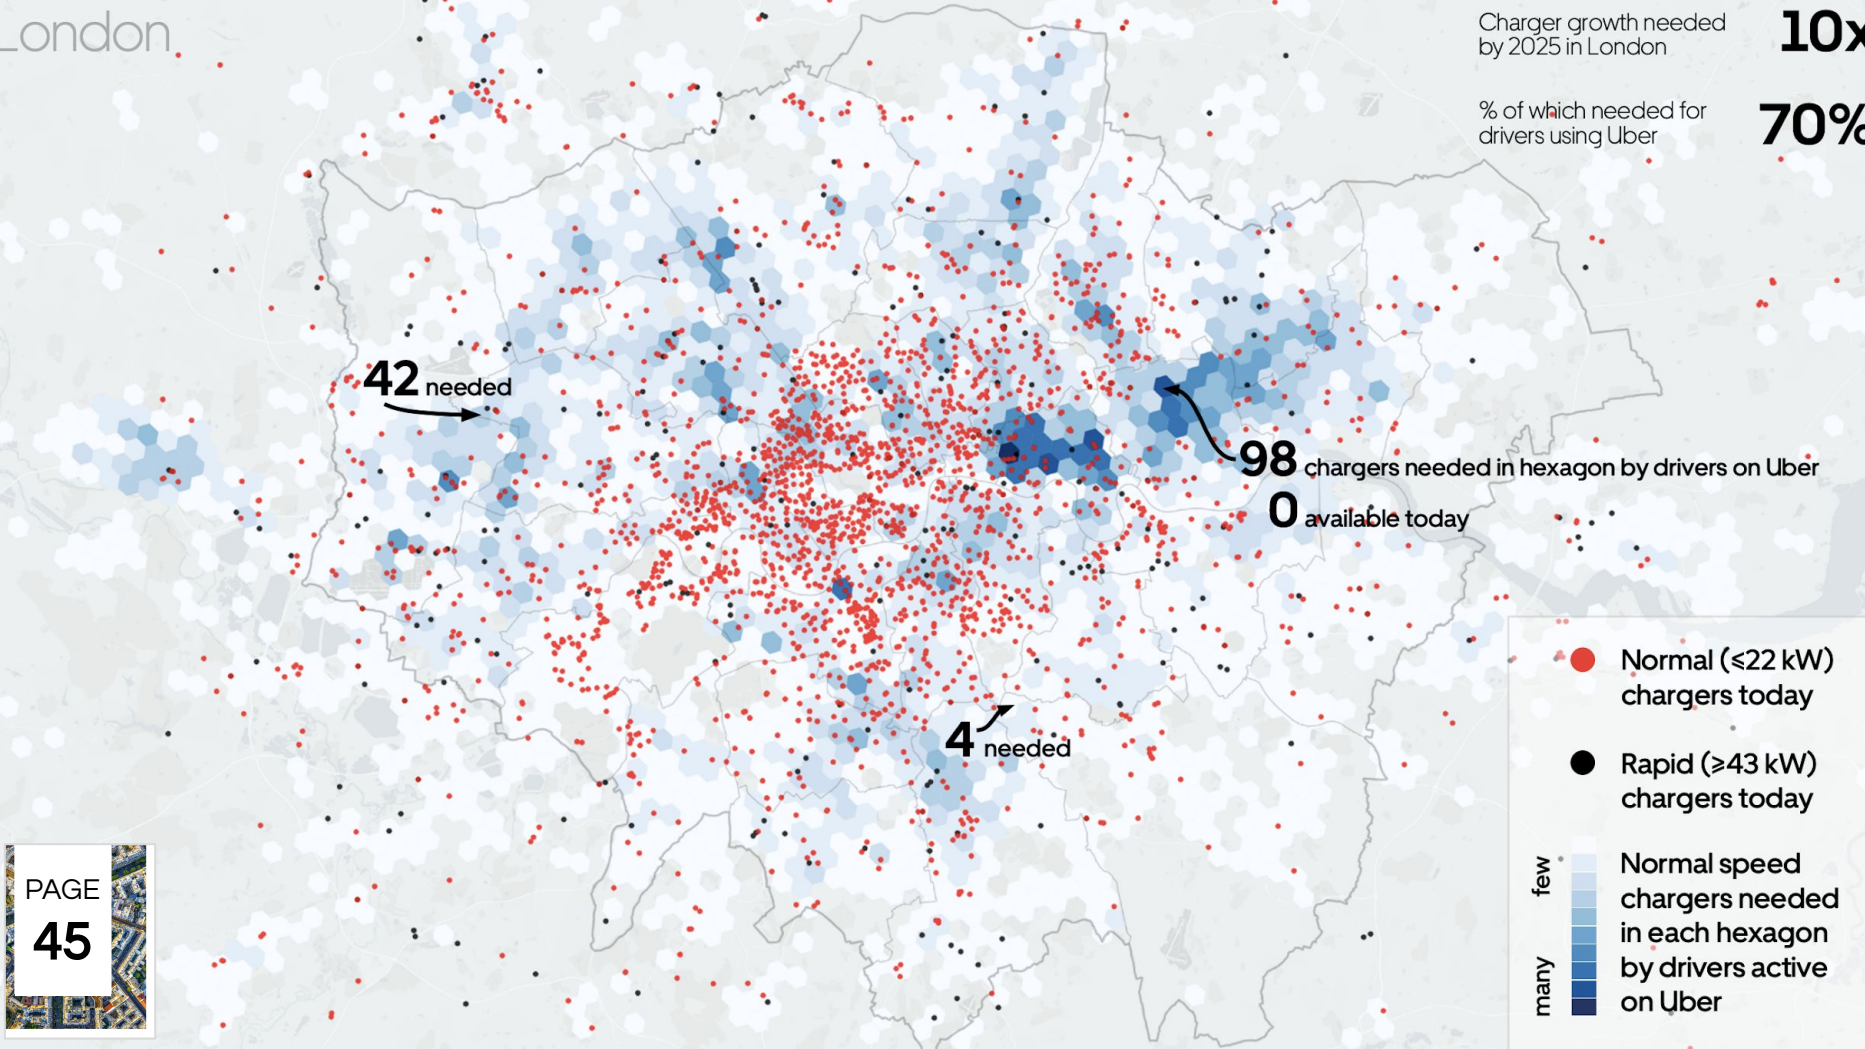 London
Charger growth needed
by 2025 in London
10x
% of which needed for
drivers using Uber
70%
42 needed
98 chargers needed in hexagon by drivers on Uber
0 available today
4 needed
Normal (≤22 kW)
chargers today
Rapid (≥43 kW)
chargers today
few
many
Normal speed
chargers needed
in each hexagon
by drivers active
on Uber
PAGE
45